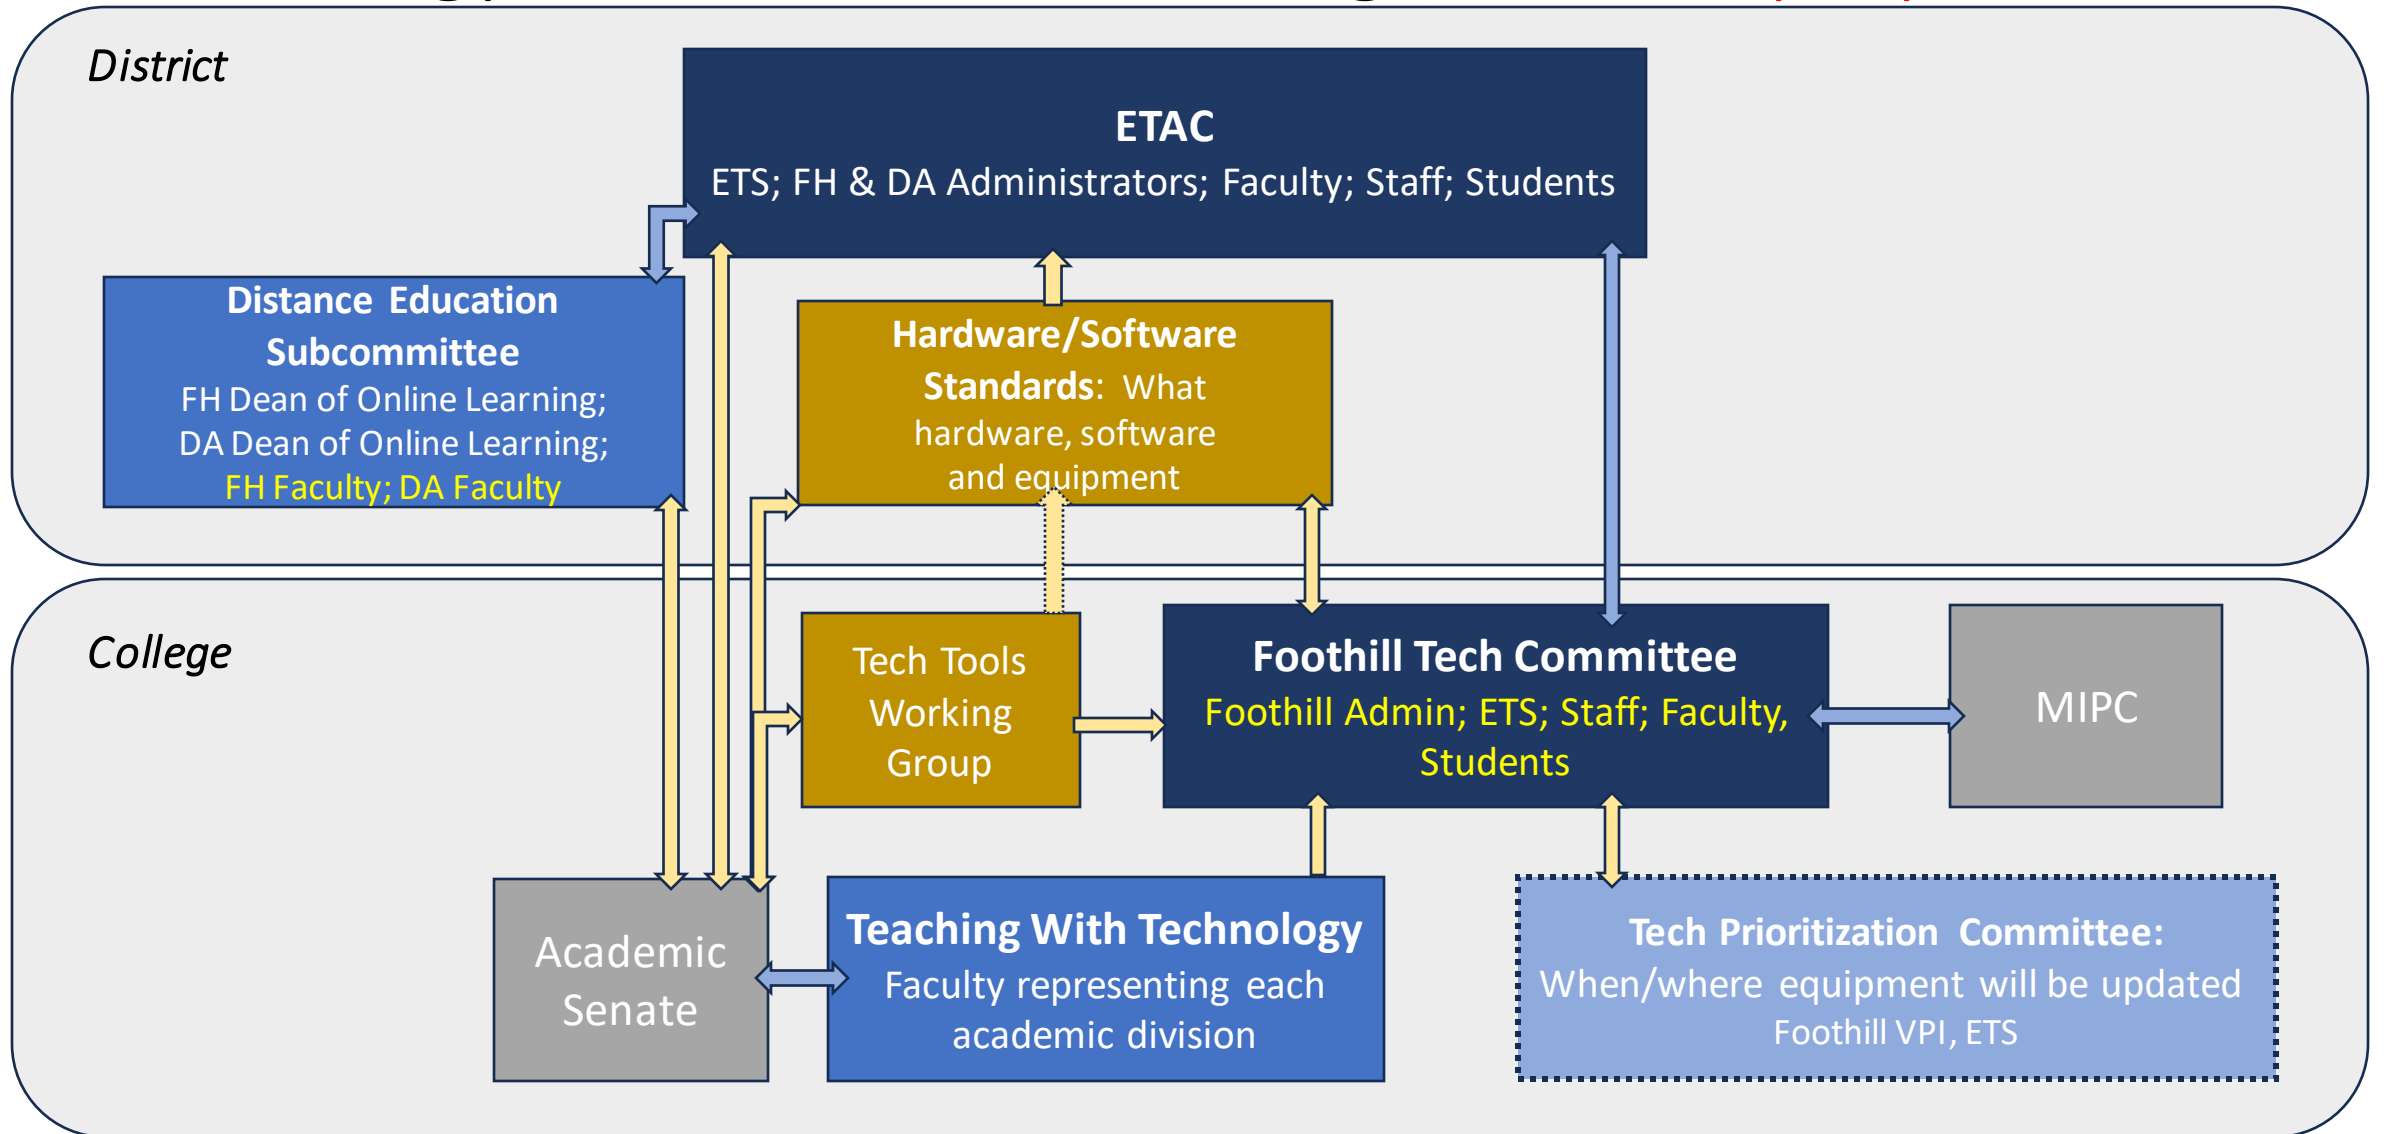 District
ETAC
ETS; FH & DA Administrators; Faculty; Staff; Students
Distance Education
Subcommittee
FH Dean of Online Learning;
DA Dean of Online Learning;
FH Faculty; DA Faculty
Hardware/Software
Standards: What
hardware, software
and equipment
College
Tech Tools
Working
Group
Foothill Tech Committee
Foothill Admin; ETS; Staff; Faculty,
Students
MIPC
Academic
Senate
Teaching With Technology
Faculty representing each
academic division
Tech Prioritization Committee:
When/where equipment will be updated
Foothill VPI, ETS